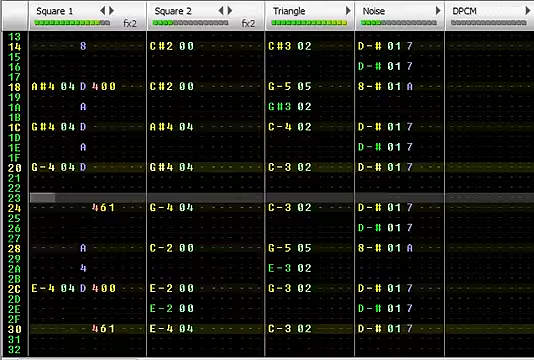 Square 1 Square 2 Triangle Noise DPCM
fx2 fx2
13
14 8 C#2 00 C#3 02 D-# 01 7
15
16 D-# 01 7
17
18 A#4 04 D 400 C#2 00 G-5 05 8-# 01 A
19
1A A G#3 02
1B
1C G#4 04 D A#4 04 C-4 02 D-# 01 7
1D
1E A D-# 01 7
1F
20 G-4 04 D G#4 04 C-3 02 D-# 01 7
21
22
23
24 461 G-4 04 C-3 02 D-# 01 7
25
26 D-# 01 7
27
28 A C-2 00 G-5 05 8-# 01 A
29
2A 4 E-3 02
2B
2C E-4 04 D 400 E-2 00 G-3 02 D-# 01 7
2D
2E E-2 00 D-# 01 7
2F
30 461 E-4 04 C-3 02 D-# 01 7
31
32